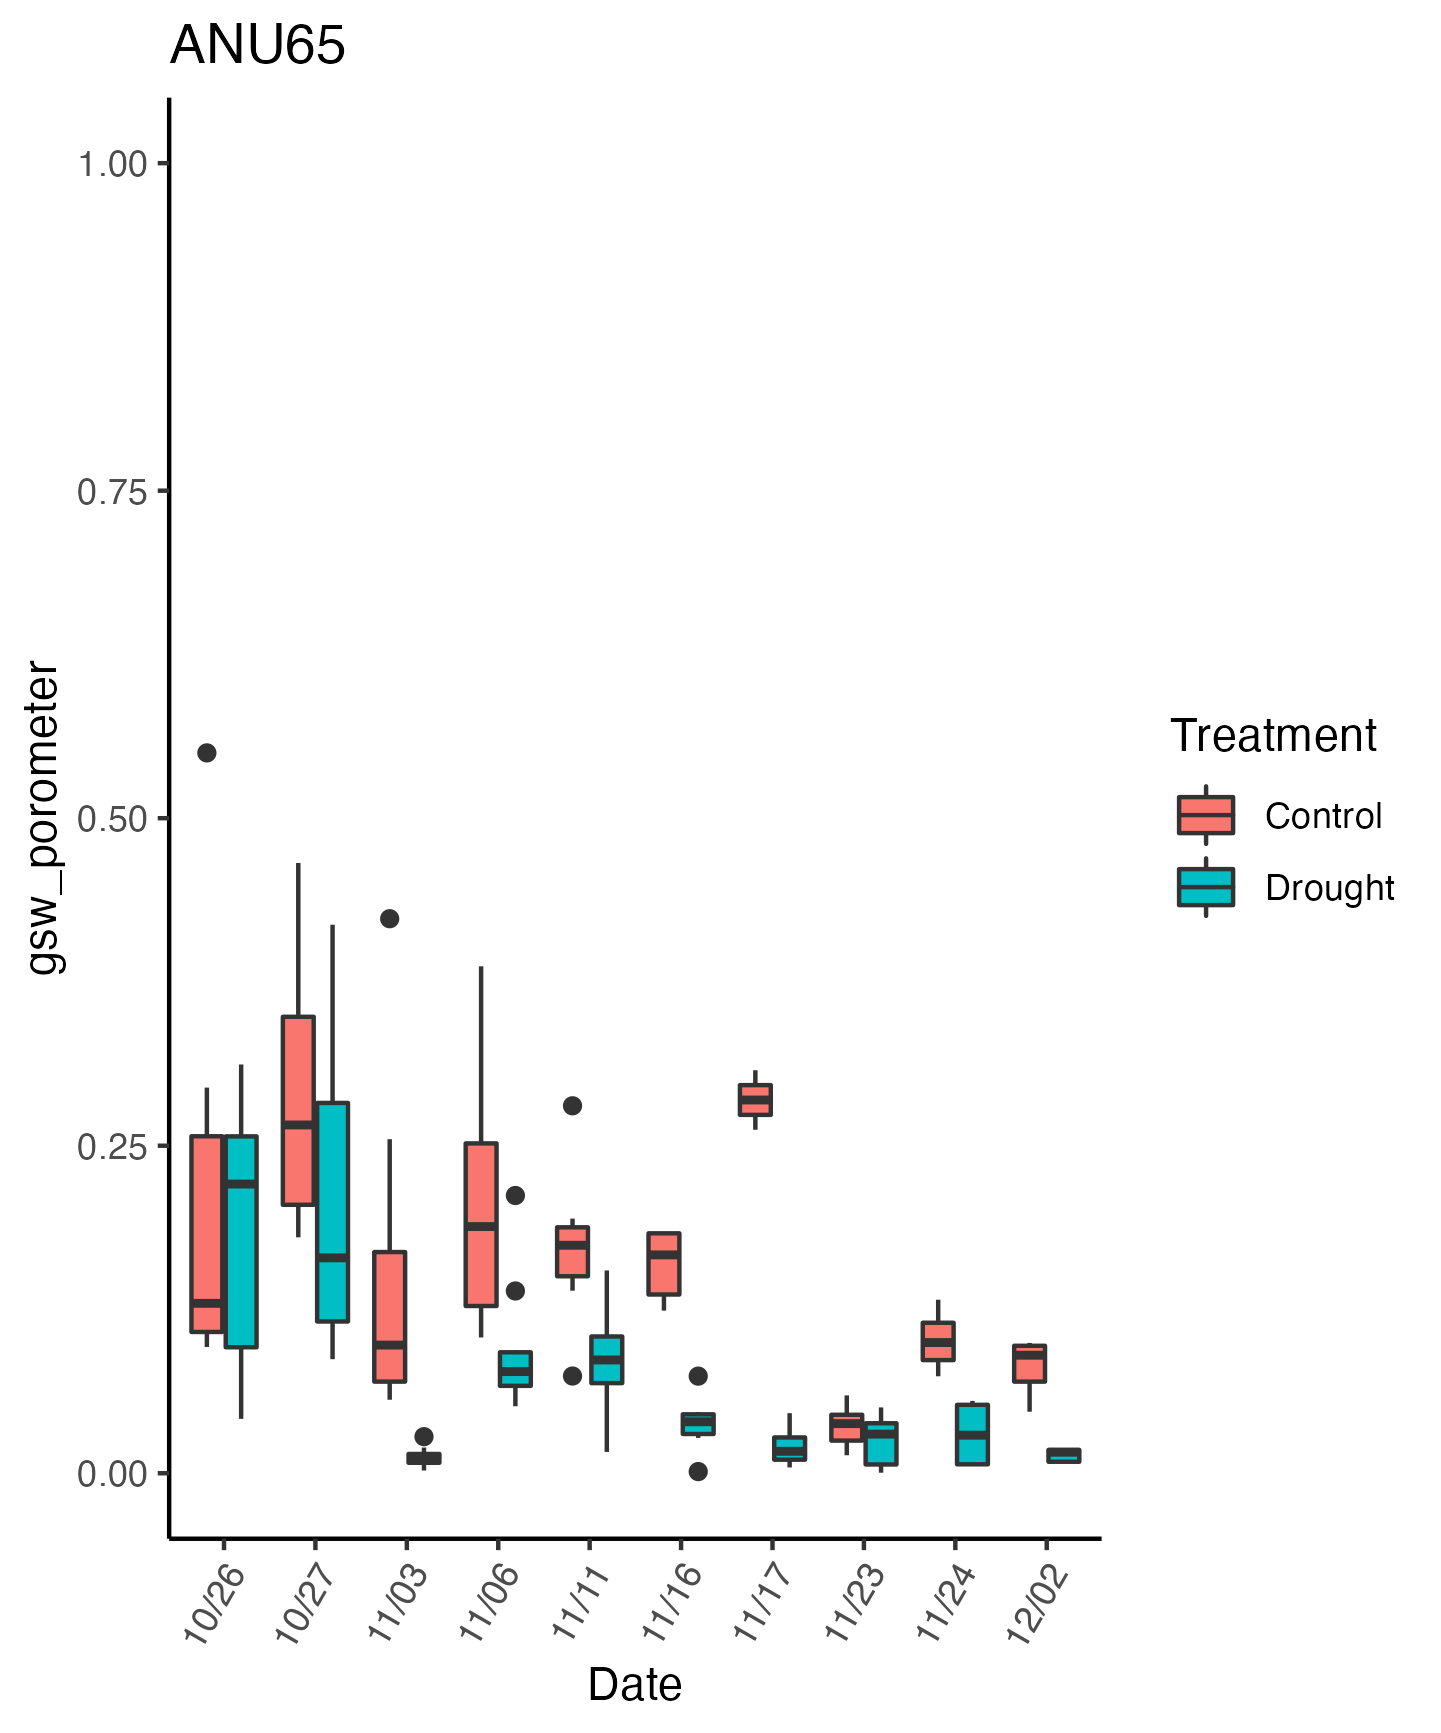 ANU65
1.00
0.75
0.50
0.25
0.00
gsw_porometer
10/26
10/27
11/03
11/06
11/11
11/16
11/17
11/23
11/24
12/02
Date
Treatment
Control
Drought